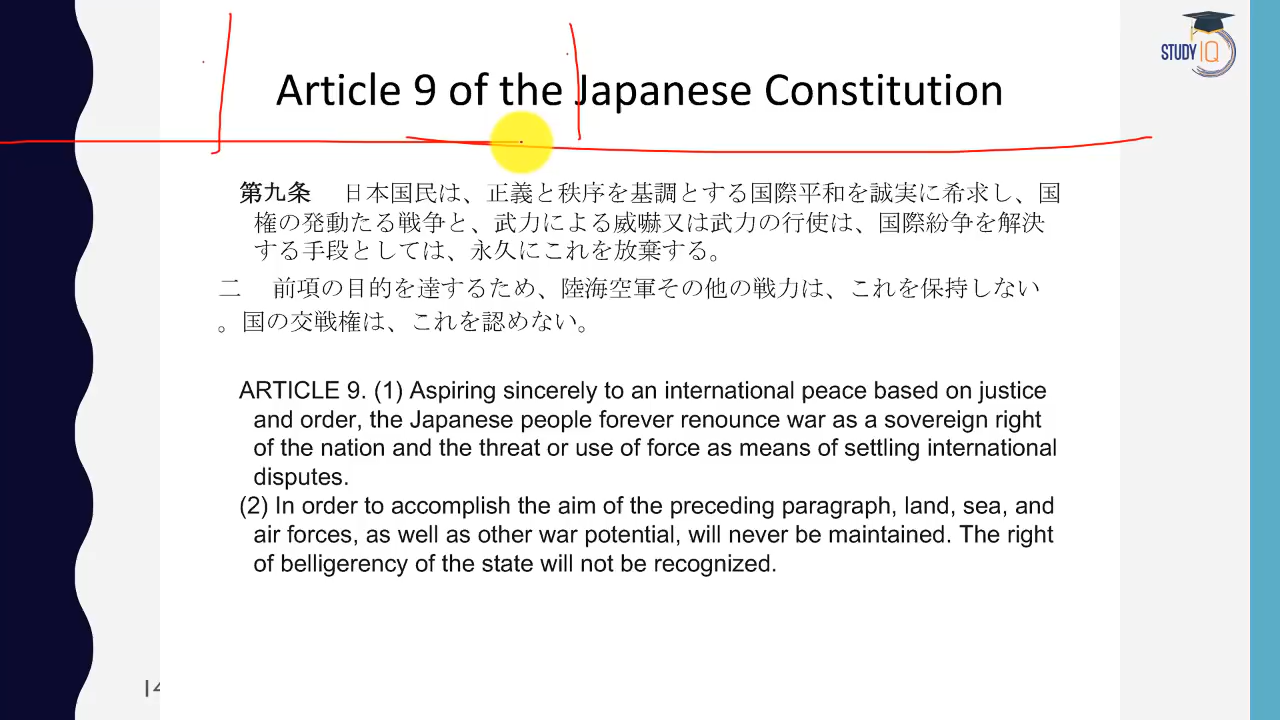 STUDY IQ
Article 9 of the Japanese Constitution
第九条 日本国民は、正義と秩序を基調とする国際平和を誠実に希求し、国
権の発動たる戦争と、武力による威嚇又は武力の行使は、国際紛争を解決
する手段としては、永久にこれを放棄する。
二 前項の目的を達するため、陸海空軍その他の戦力は、これを保持しない
。国の交戦権は、これを認めない。
ARTICLE 9. (1) Aspiring sincerely to an international peace based on justice
and order, the Japanese people forever renounce war as a sovereign right
of the nation and the threat or use of force as means of settling international
disputes.
(2) In order to accomplish the aim of the preceding paragraph, land, sea, and
air forces, as well as other war potential, will never be maintained. The right
of belligerency of the state will not be recognized.
14